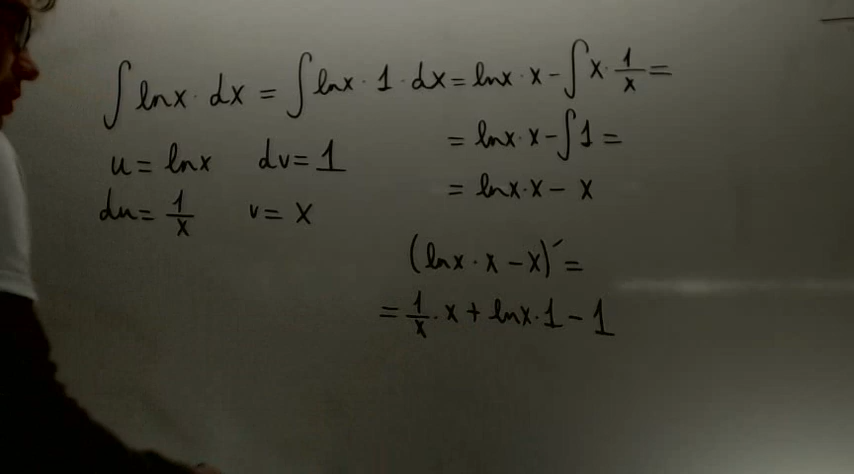 ∫ lnx · dx = ∫ lnx · 1 · dx = lnx · x − ∫ x · 1/x =
u = lnx   dv = 1   = lnx · x − ∫ 1 =
du = 1/x   v = x   = lnx · x − x
(lnx · x − x)′ =
= 1/x · x + lnx · 1 − 1